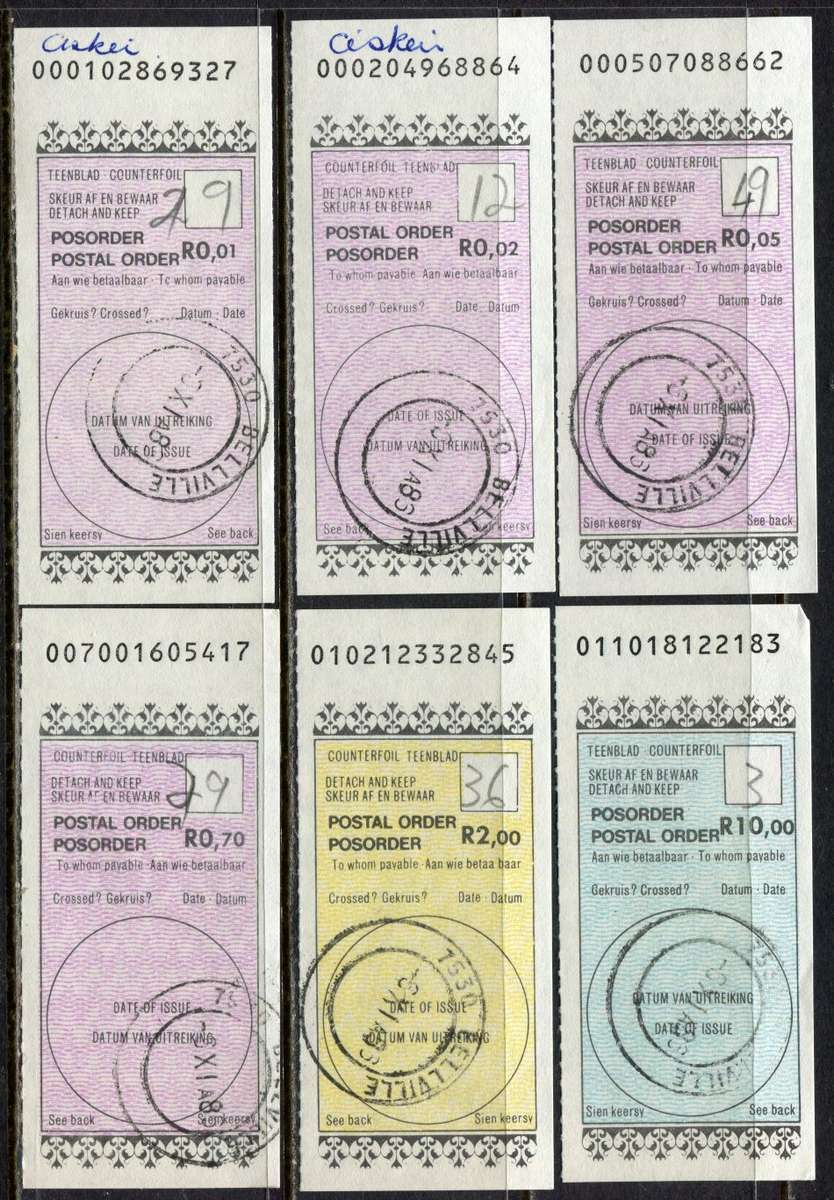 Ciskei
000102869327
TEENBLAD COUNTERFOIL
SKEUR AF EN BEWAAR
DETACH AND KEEP
29
POSORDER
POSTAL ORDER R0,01
Aan wie betaalbaar · To whom payable
Gekruis? Crossed? Datum · Date
DATUM VAN UITREIKING
DATE OF ISSUE
7530 BELLVILLE
Sien keersy See back
Ciskei
000204968864
COUNTERFOIL TEENBLAD
DETACH AND KEEP
SKEUR AF EN BEWAAR
12
POSTAL ORDER
POSORDER R0,02
To whom payable · Aan wie betaalbaar
Crossed? Gekruis? Date · Datum
DATE OF ISSUE
DATUM VAN UITREIKING
7530 BELLVILLE
See back Sien keersy
000507088662
TEENBLAD COUNTERFOIL
SKEUR AF EN BEWAAR
DETACH AND KEEP
49
POSORDER
POSTAL ORDER R0,05
Aan wie betaalbaar · To whom payable
Gekruis? Crossed? Datum · Date
DATUM VAN UITREIKING
DATE OF ISSUE
7530 BELLVILLE
Sien keersy See back
007001605417
COUNTERFOIL TEENBLAD
DETACH AND KEEP
SKEUR AF EN BEWAAR
29
POSTAL ORDER
POSORDER R0,70
To whom payable · Aan wie betaalbaar
Crossed? Gekruis? Date · Datum
DATE OF ISSUE
DATUM VAN UITREIKING
See back Sien keersy
010212332845
COUNTERFOIL TEENBLAD
DETACH AND KEEP
SKEUR AF EN BEWAAR
36
POSTAL ORDER
POSORDER R2,00
To whom payable · Aan wie betaa baar
Crossed? Gekruis? Date · Datum
DATE OF ISSUE
DATUM VAN UITREIKING
7530 BELLVILLE
See back Sien keersy
011018122183
TEENBLAD COUNTERFOIL
SKEUR AF EN BEWAAR
DETACH AND KEEP
3
POSORDER
POSTAL ORDER R10,00
Aan wie betaalbaar · To whom payable
Gekruis? Crossed? Datum · Date
DATUM VAN UITREIKING
DATE OF ISSUE
Sien keersy See back